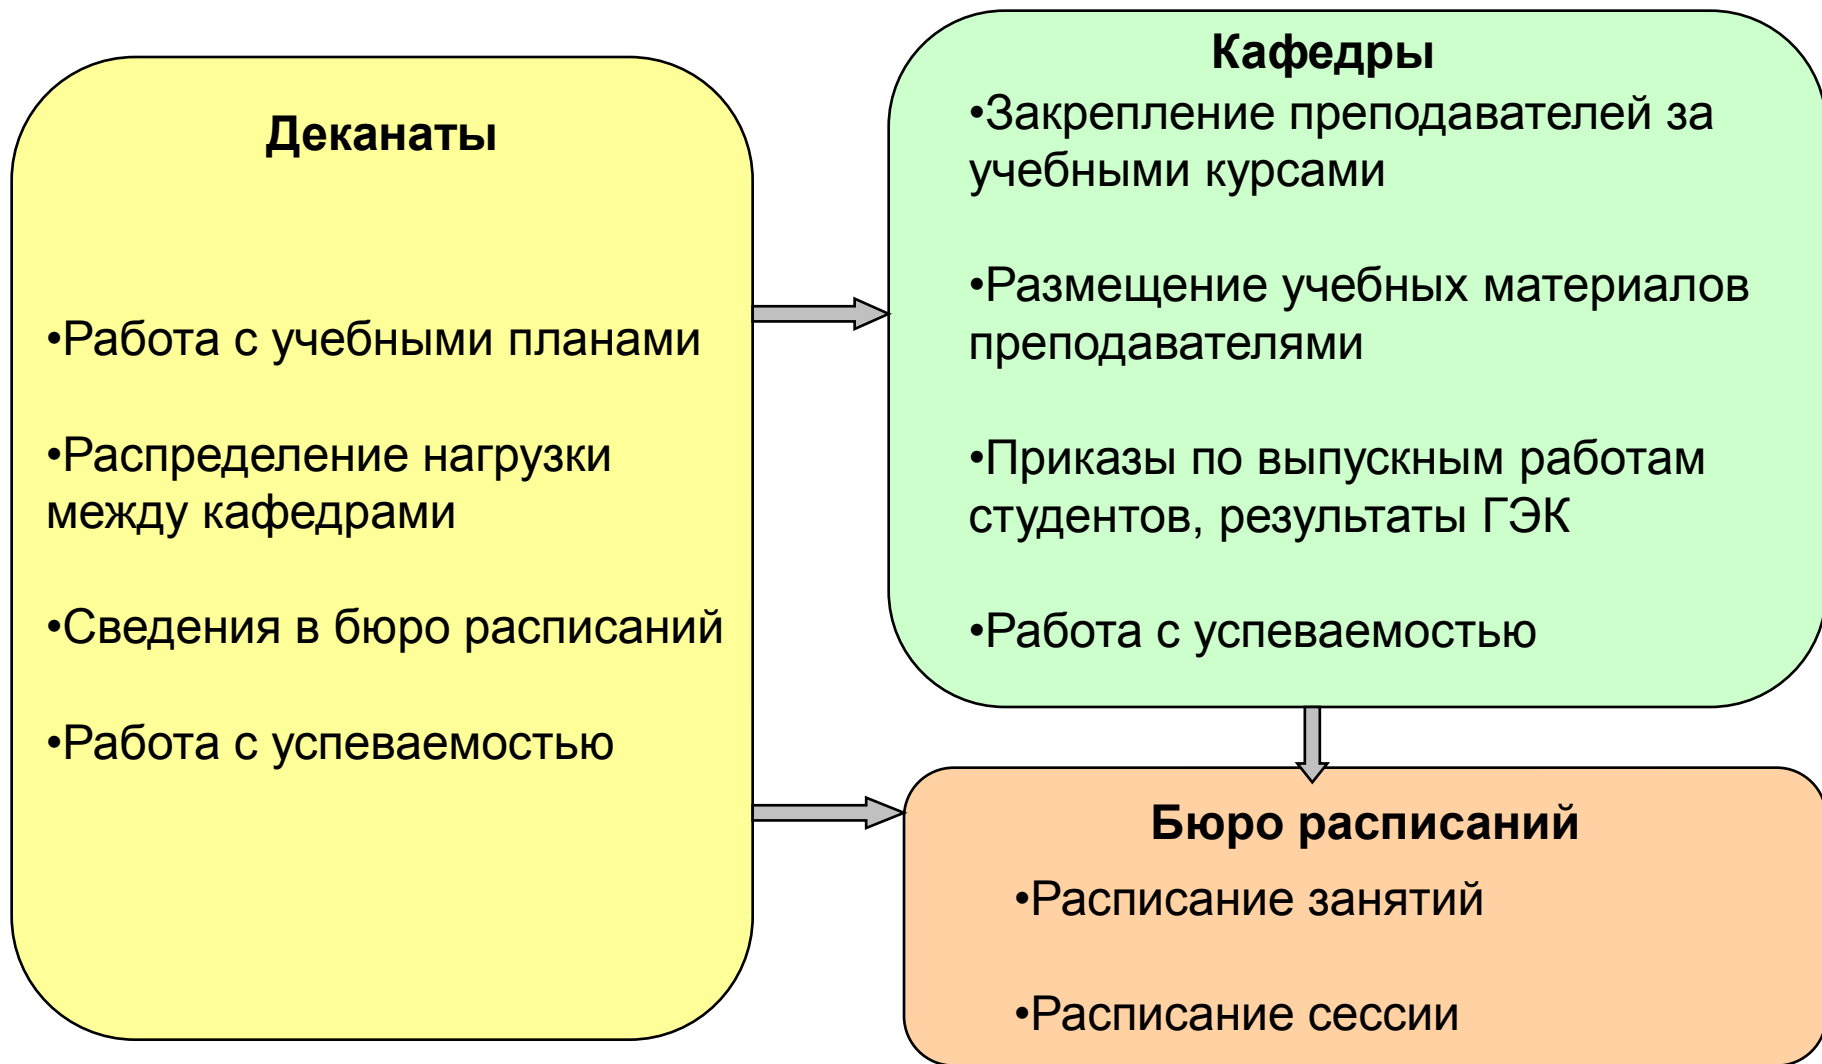 Деканаты
•Работа с учебными планами
•Распределение нагрузки
между кафедрами
•Сведения в бюро расписаний
•Работа с успеваемостью
Кафедры
•Закрепление преподавателей за
учебными курсами
•Размещение учебных материалов
преподавателями
•Приказы по выпускным работам
студентов, результаты ГЭК
•Работа с успеваемостью
Бюро расписаний
•Расписание занятий
•Расписание сессии